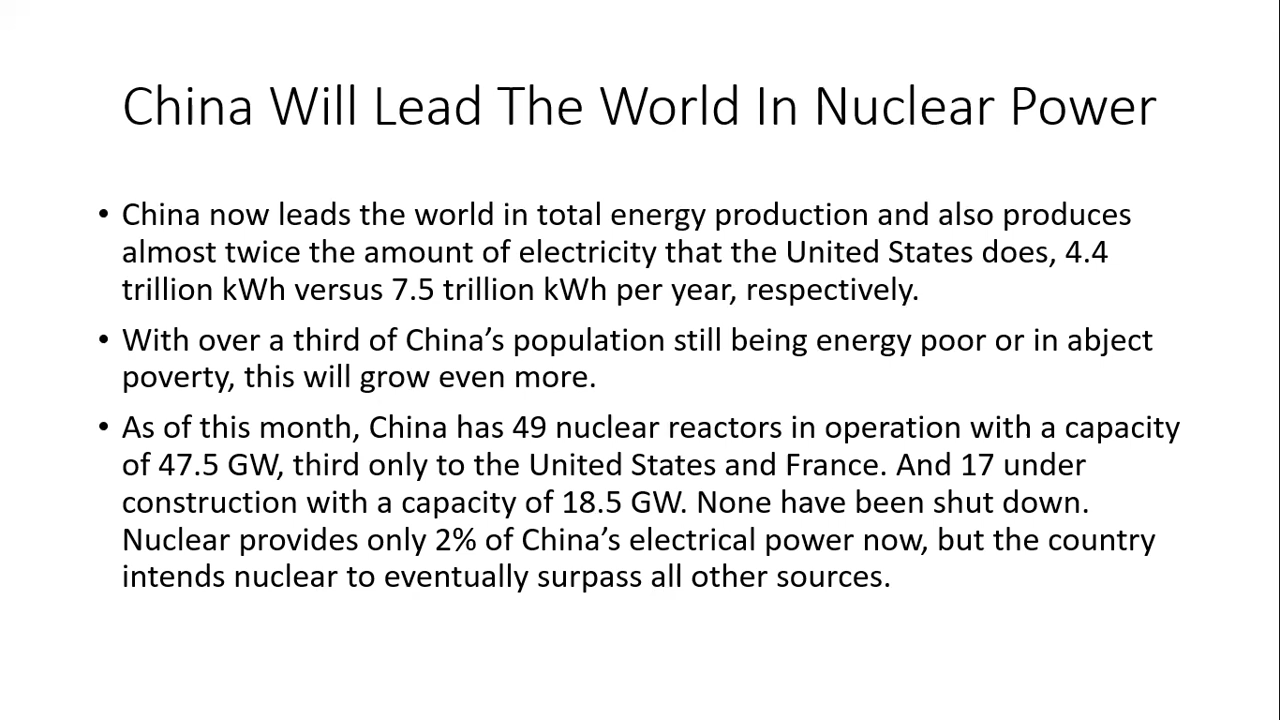 China Will Lead The World In Nuclear Power
• China now leads the world in total energy production and also produces
almost twice the amount of electricity that the United States does, 4.4
trillion kWh versus 7.5 trillion kWh per year, respectively.
• With over a third of China’s population still being energy poor or in abject
poverty, this will grow even more.
• As of this month, China has 49 nuclear reactors in operation with a capacity
of 47.5 GW, third only to the United States and France. And 17 under
construction with a capacity of 18.5 GW. None have been shut down.
Nuclear provides only 2% of China’s electrical power now, but the country
intends nuclear to eventually surpass all other sources.